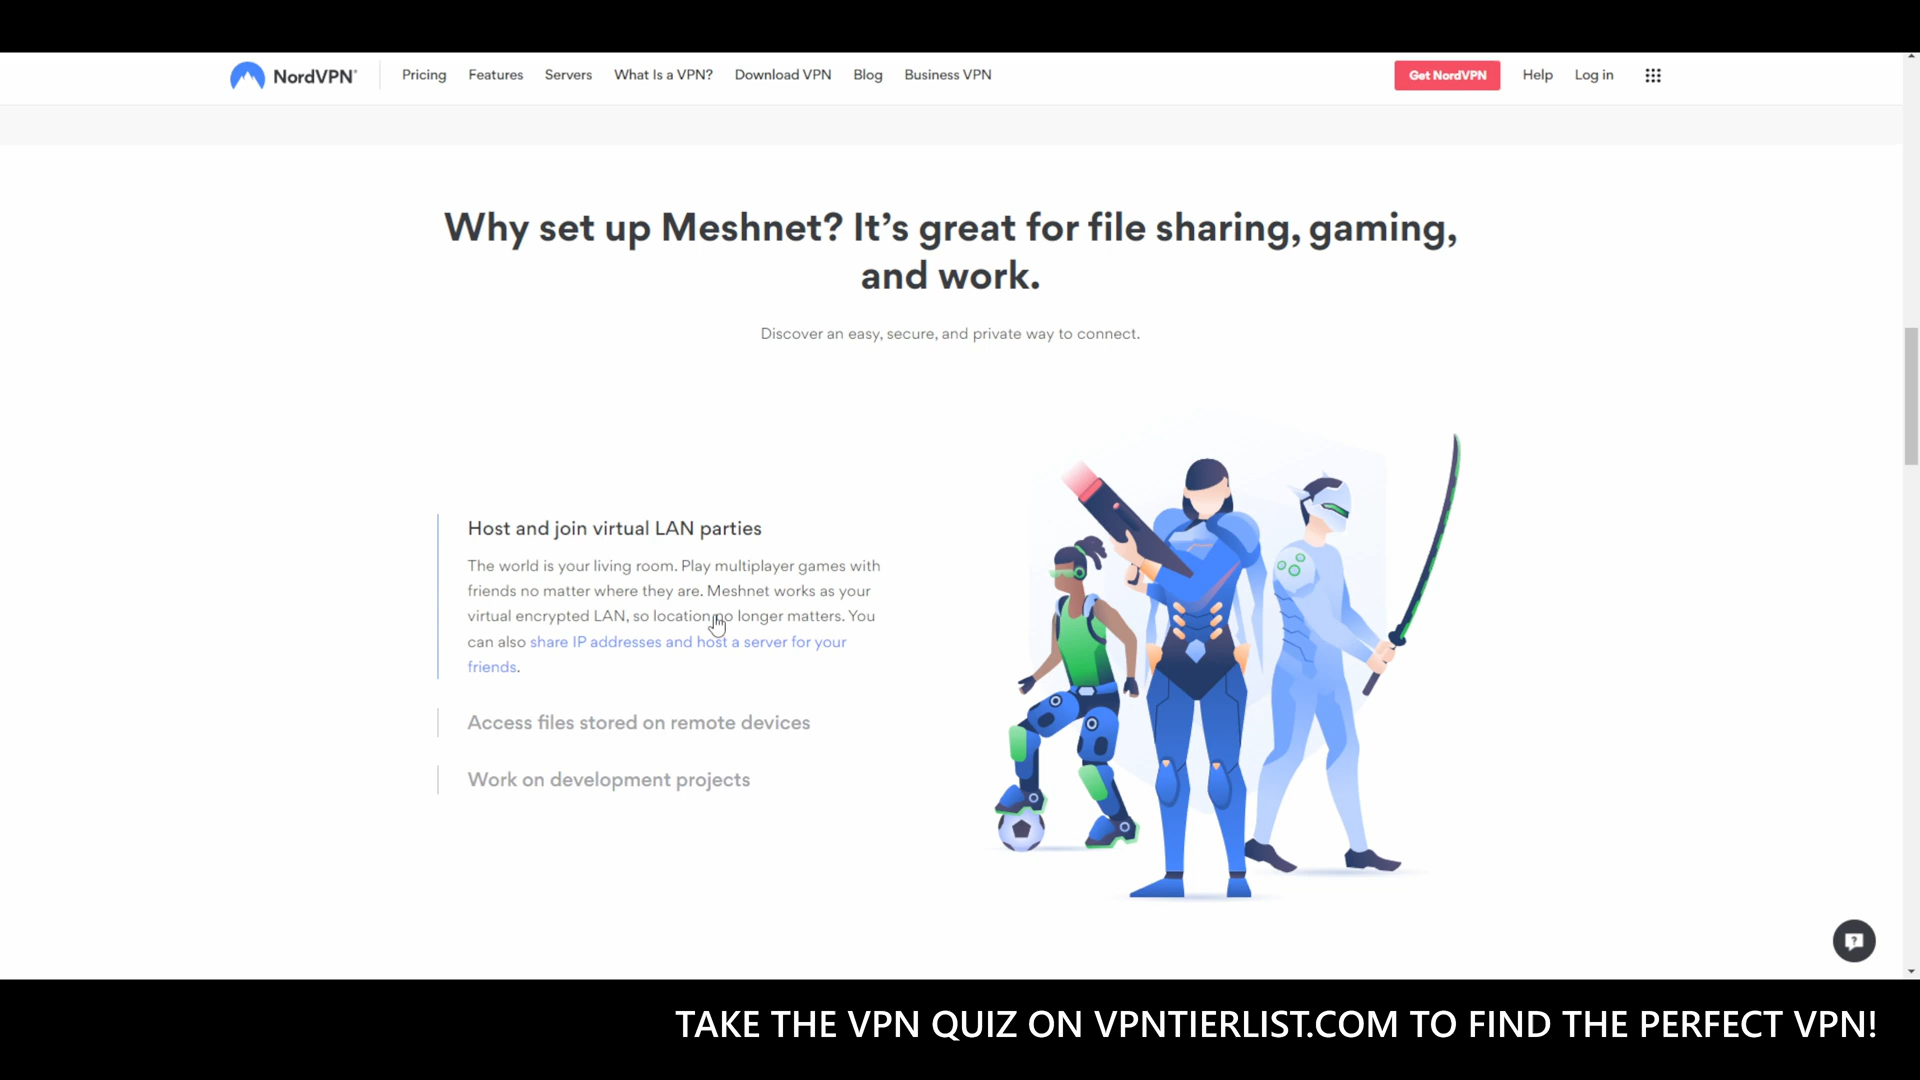 NordVPN®
Pricing
Features
Servers
What Is a VPN?
Download VPN
Blog
Business VPN
Get NordVPN
Help
Log in
Why set up Meshnet? It’s great for file sharing, gaming,
and work.
Discover an easy, secure, and private way to connect.
Host and join virtual LAN parties
The world is your living room. Play multiplayer games with
friends no matter where they are. Meshnet works as your
virtual encrypted LAN, so location no longer matters. You
can also share IP addresses and host a server for your
friends.
Access files stored on remote devices
Work on development projects
?
TAKE THE VPN QUIZ ON VPNTIERLIST.COM TO FIND THE PERFECT VPN!